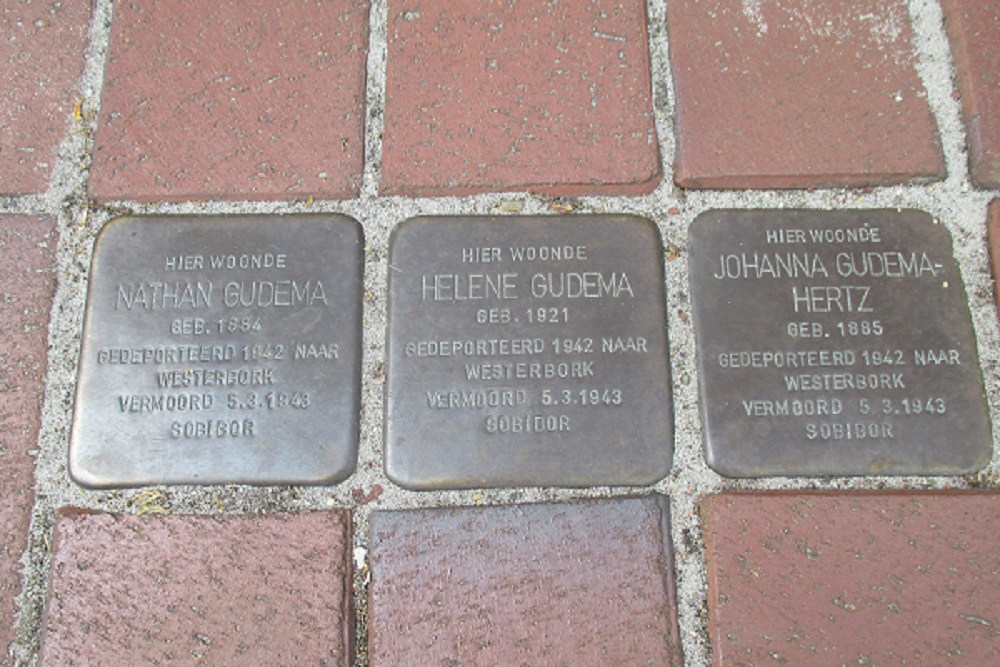 HIER WOONDE
NATHAN GUDEMA
GEB. 1884
GEDEPORTEERD 1942 NAAR
WESTERBORK
VERMOORD 5.3.1943
SOBIBOR
HIER WOONDE
HELENE GUDEMA
GEB. 1921
GEDEPORTEERD 1942 NAAR
WESTERBORK
VERMOORD 5.3.1943
SOBIBOR
HIER WOONDE
JOHANNA GUDEMA-
HERTZ
GEB. 1885
GEDEPORTEERD 1942 NAAR
WESTERBORK
VERMOORD 5.3.1943
SOBIBOR